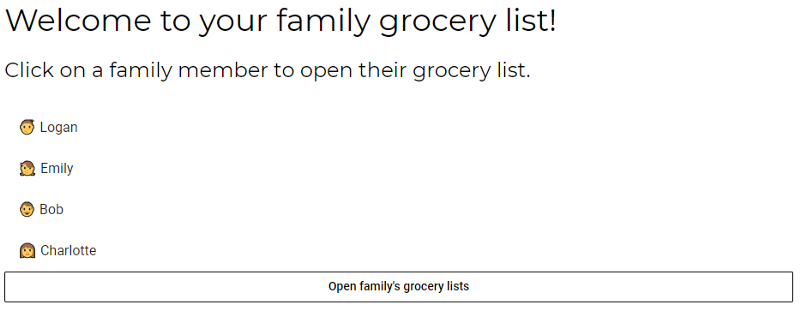 Welcome to your family grocery list!
Click on a family member to open their grocery list.
Logan
Emily
Bob
Charlotte
Open family's grocery lists